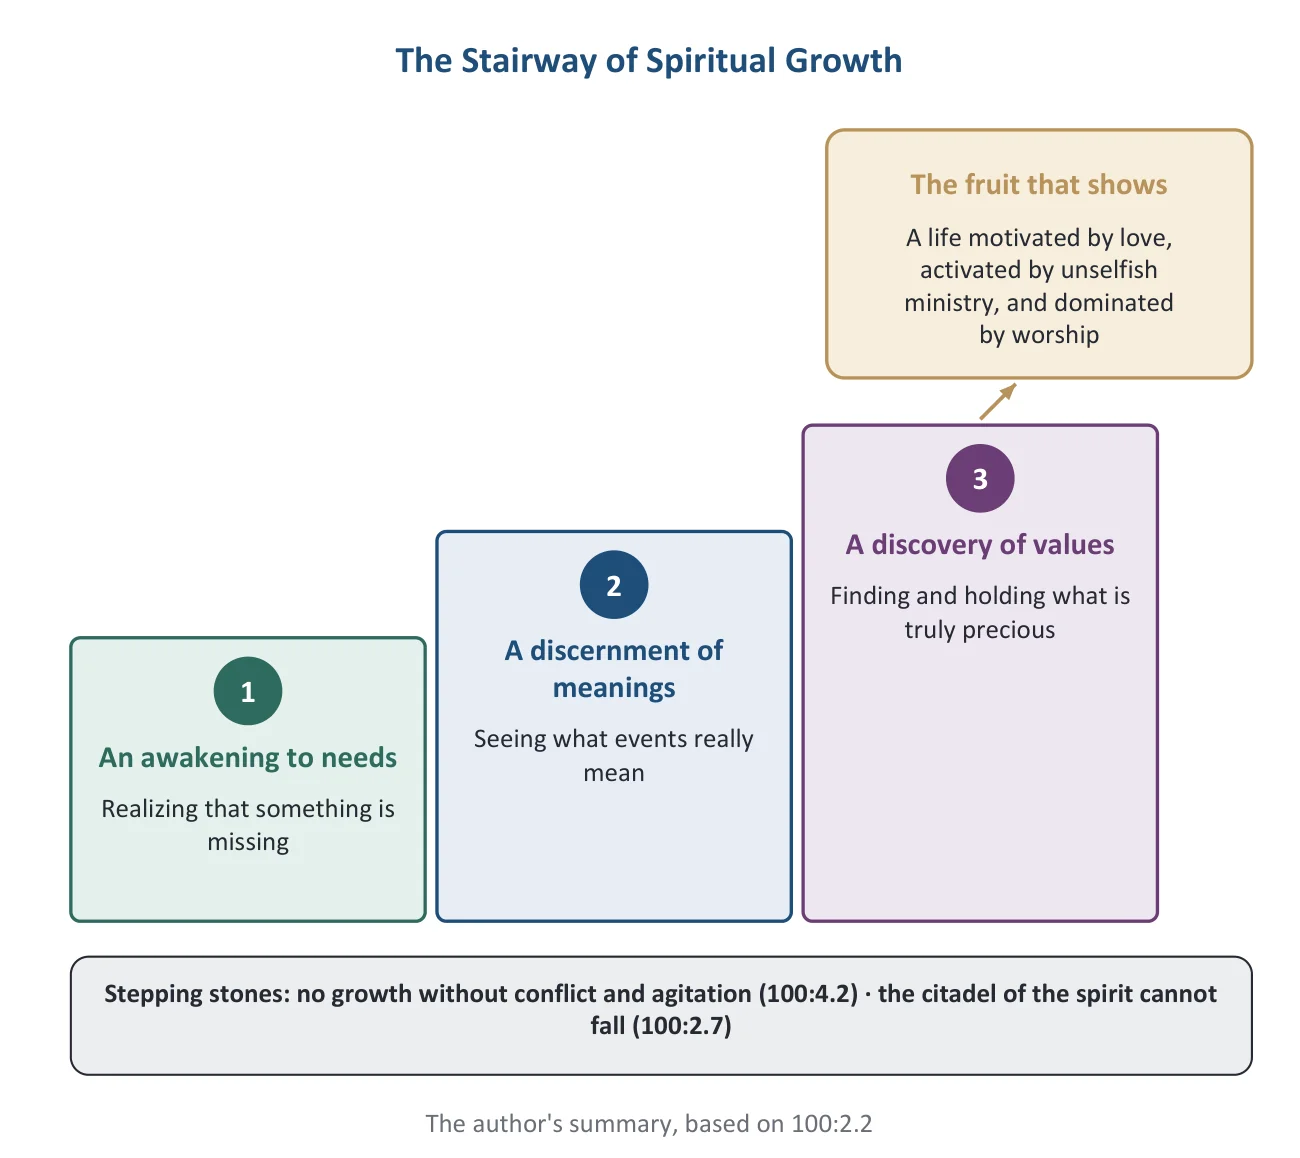 The Stairway of Spiritual Growth
The fruit that shows
A life motivated by love,
activated by unselfish
ministry, and dominated
by worship
3
A discovery of values
Finding and holding what is
truly precious
2
A discernment of
meanings
Seeing what events really
mean
1
An awakening to needs
Realizing that something is
missing
Stepping stones: no growth without conflict and agitation (100:4.2) · the citadel of the spirit cannot
fall (100:2.7)
The author's summary, based on 100:2.2